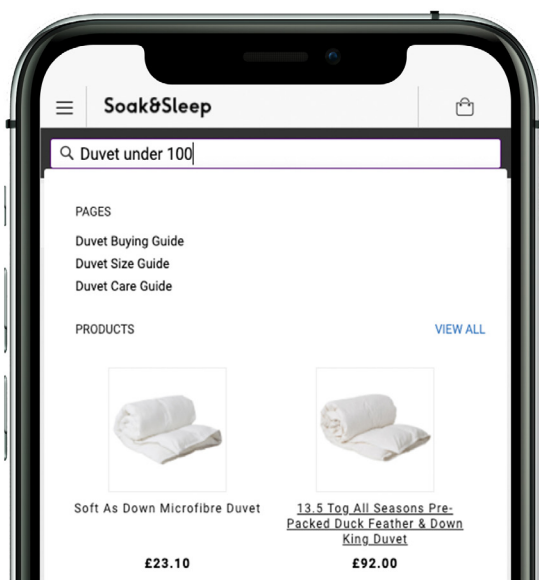 Soak&Sleep
Duvet under 100
PAGES
Duvet Buying Guide
Duvet Size Guide
Duvet Care Guide
PRODUCTS
VIEW ALL
Soft As Down Microfibre Duvet
£23.10
13.5 Tog All Seasons Pre-
Packed Duck Feather & Down
King Duvet
£92.00